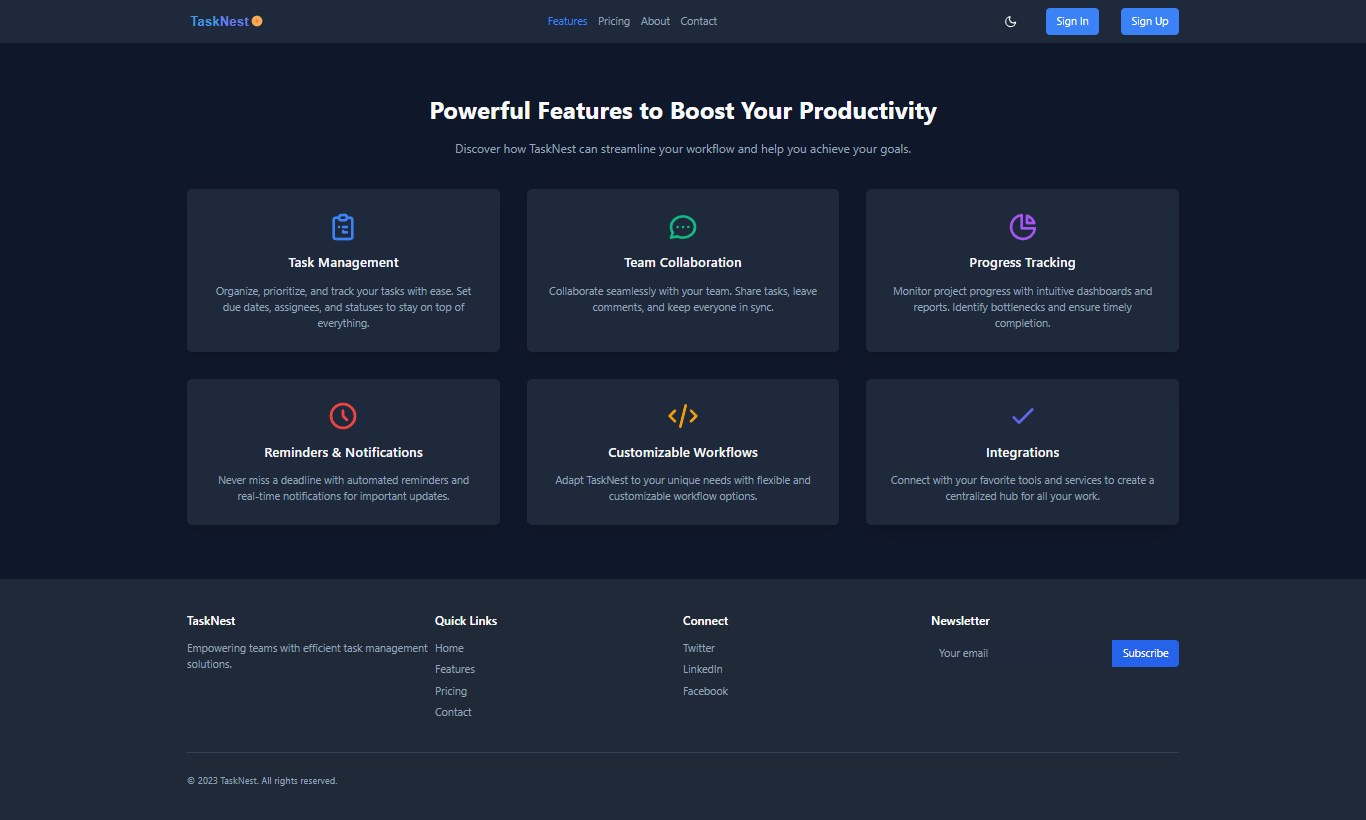 TaskNest
Features Pricing About Contact
Sign In
Sign Up
Powerful Features to Boost Your Productivity
Discover how TaskNest can streamline your workflow and help you achieve your goals.
Task Management
Organize, prioritize, and track your tasks with ease. Set
due dates, assignees, and statuses to stay on top of
everything.
Team Collaboration
Collaborate seamlessly with your team. Share tasks, leave
comments, and keep everyone in sync.
Progress Tracking
Monitor project progress with intuitive dashboards and
reports. Identify bottlenecks and ensure timely
completion.
Reminders & Notifications
Never miss a deadline with automated reminders and
real-time notifications for important updates.
Customizable Workflows
Adapt TaskNest to your unique needs with flexible and
customizable workflow options.
Integrations
Connect with your favorite tools and services to create a
centralized hub for all your work.
TaskNest
Empowering teams with efficient task management
solutions.
Quick Links
Home
Features
Pricing
Contact
Connect
Twitter
LinkedIn
Facebook
Newsletter
Your email
Subscribe
© 2023 TaskNest. All rights reserved.